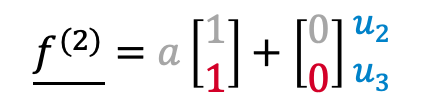 f^{(2)} = a [1 1] + [0 0] u_2 u_3